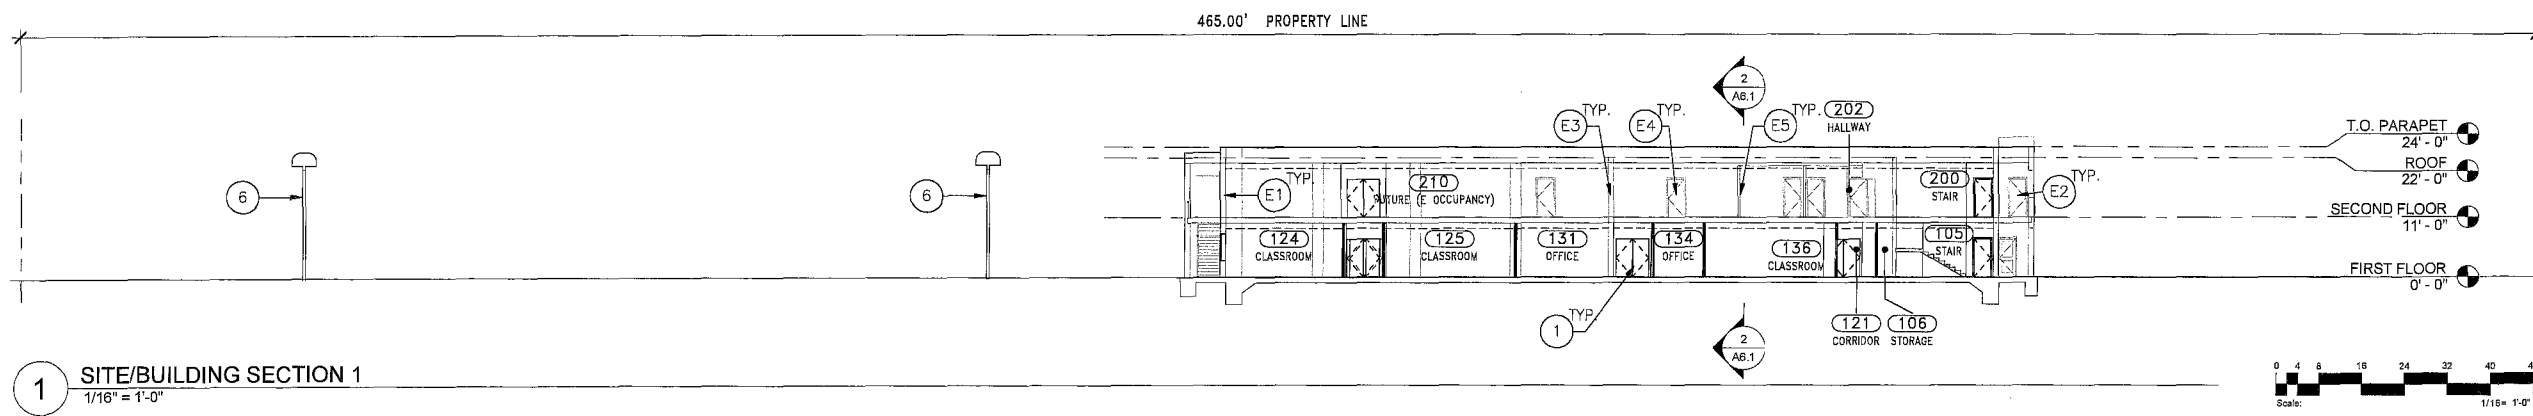 465.00' PROPERTY LINE
2
A6.1
TYP.
TYP.
TYP.
202
E3
E4
E5
HALLWAY
T.O. PARAPET
24' - 0"
ROOF
22' - 0"
6
6
E1
TYP.
210
(E OCCUPANCY)
200
STAIR
TYP.
E2
SECOND FLOOR
11' - 0"
124
CLASSROOM
125
CLASSROOM
131
OFFICE
134
OFFICE
136
CLASSROOM
105
STAIR
FIRST FLOOR
0' - 0"
1
TYP.
121
CORRIDOR
106
STORAGE
2
A6.1
1
SITE/BUILDING SECTION 1
1/16" = 1'-0"
0 4 8 16 24 32 40 4
Scale: 1/16= 1'-0"